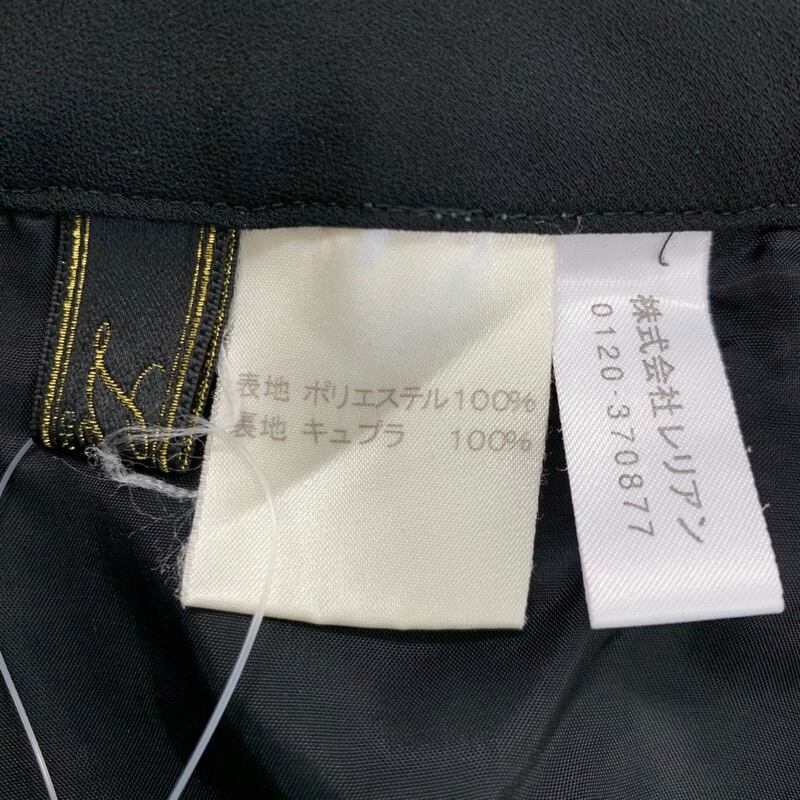 表地 ポリエステル100%
裏地 キュプラ 100%
株式会社レリアン
0120-370877